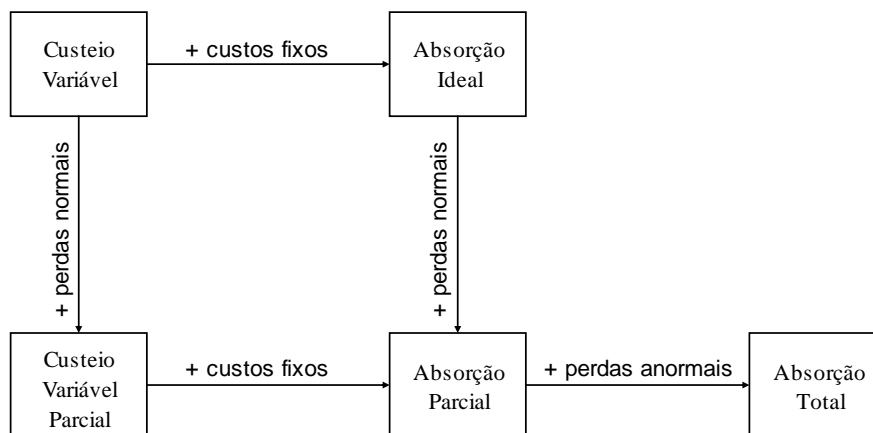 Custeio
Variável
+ custos fixos
Absorção
Ideal
+ perdas normais
+ perdas normais
Custeio
Variável
Parcial
+ custos fixos
Absorção
Parcial
+ perdas anormais
Absorção
Total